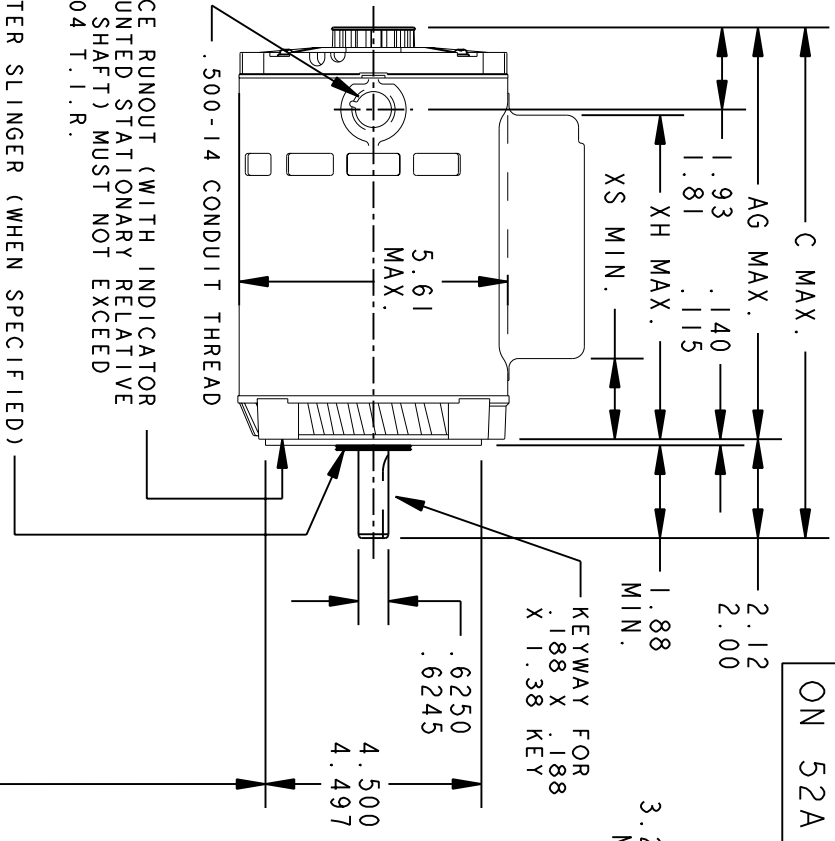 ON 52A
C MAX.
AG MAX.
2.12
2.00
1.93
1.81
.140
.115
XH MAX.
1.88
MIN.
XS MIN.
KEYWAY FOR
.188 X .188
X 1.38 KEY
5.61
MAX.
.6250
.6245
4.500
4.497
.500-14 CONDUIT THREAD
CE RUNOUT (WITH INDICATOR
UNTED STATIONARY RELATIVE
SHAFT) MUST NOT EXCEED
04 T.I.R.
TER SLINGER (WHEN SPECIFIED)